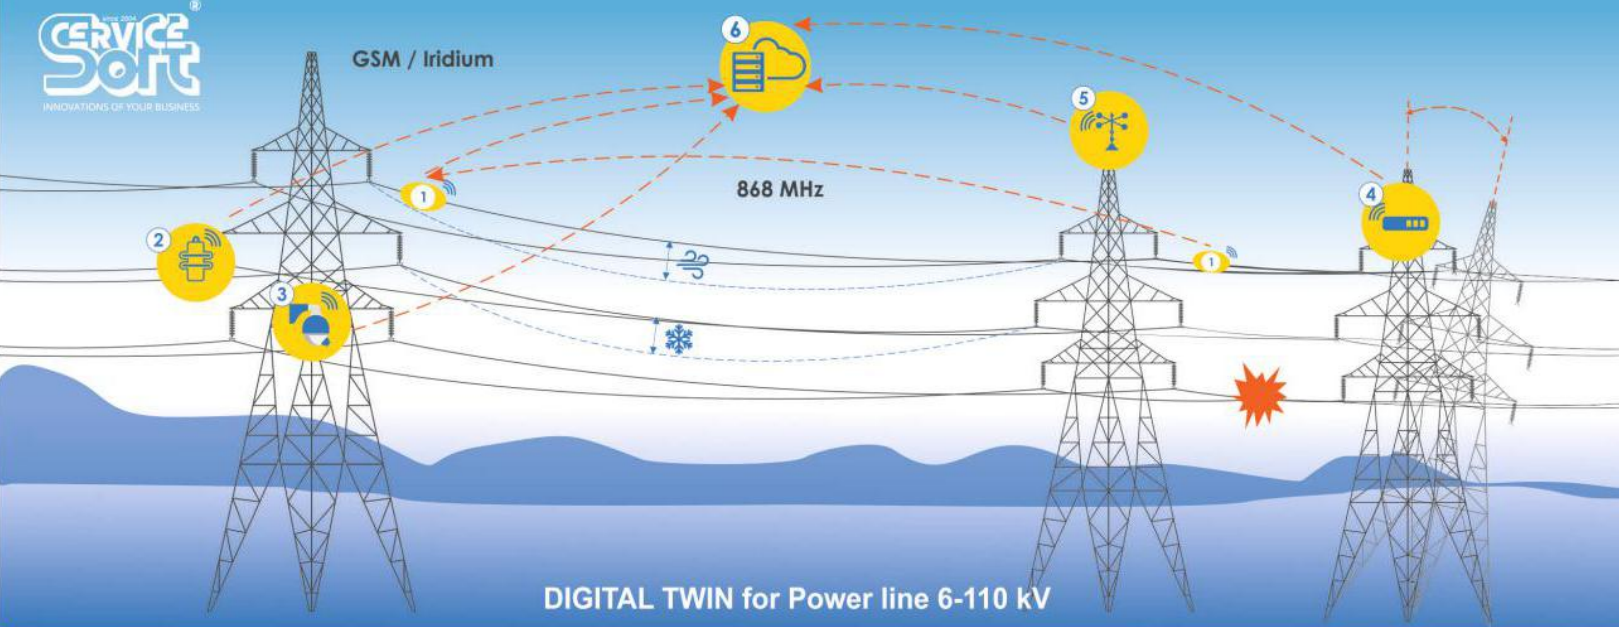 since 2004
SERVICE
Soft
®
INNOVATIONS OF YOUR BUSINESS
GSM / Iridium
6
5
4
1
868 MHz
2
1
3
DIGITAL TWIN for Power line 6-110 kV